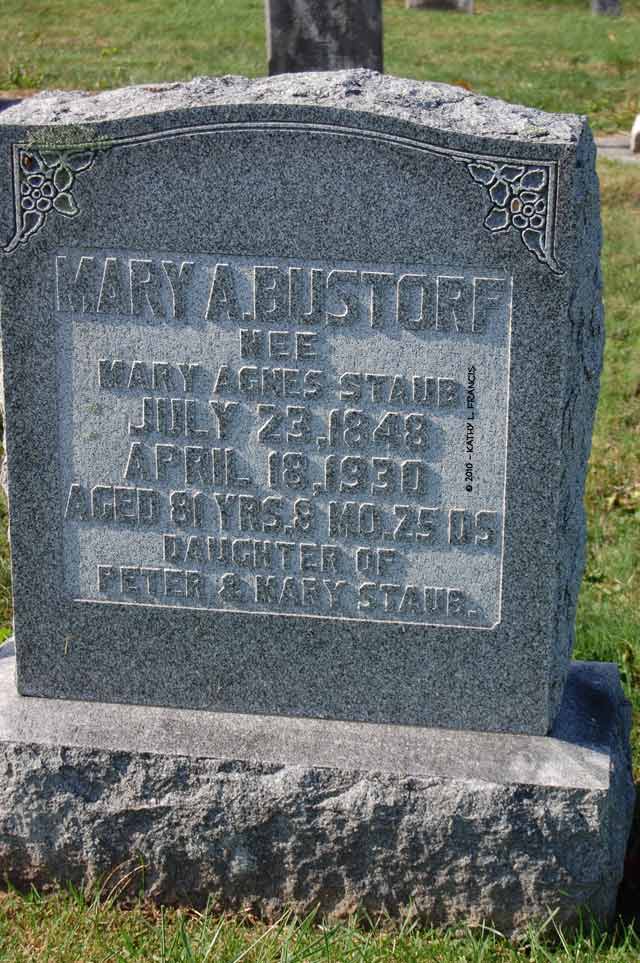 MARY A. BUSTORF
NEE
MARY AGNES STAUB
JULY 23, 1848
APRIL 18, 1930
AGED 81 YRS. 8 MO. 25 DS
DAUGHTER OF
PETER & MARY STAUB.
© 2010 - KATHY L. FRANCIS